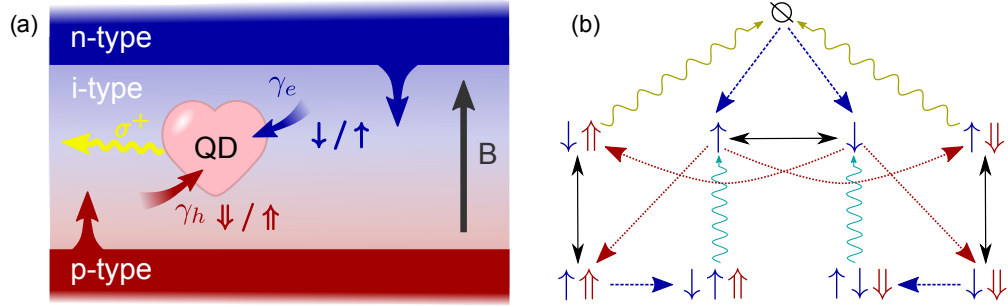 (a)
n-type
i-type
γe
σ+
QD
↓/↑
B
γh ⇓/⇑
p-type
(b)
∅
↓⇑ ↑ ↓ ↑⇓
↑⇑ ↓↑⇑ ↑↓⇓ ↓⇓